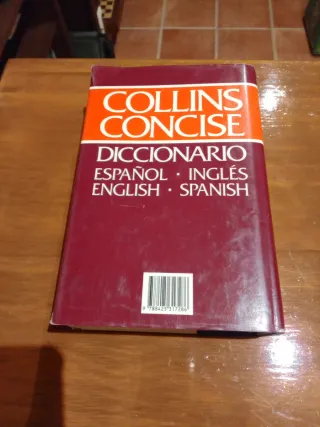 COLLINS
CONCISE
DICCIONARIO
ESPAÑOL · INGLÉS
ENGLISH · SPANISH